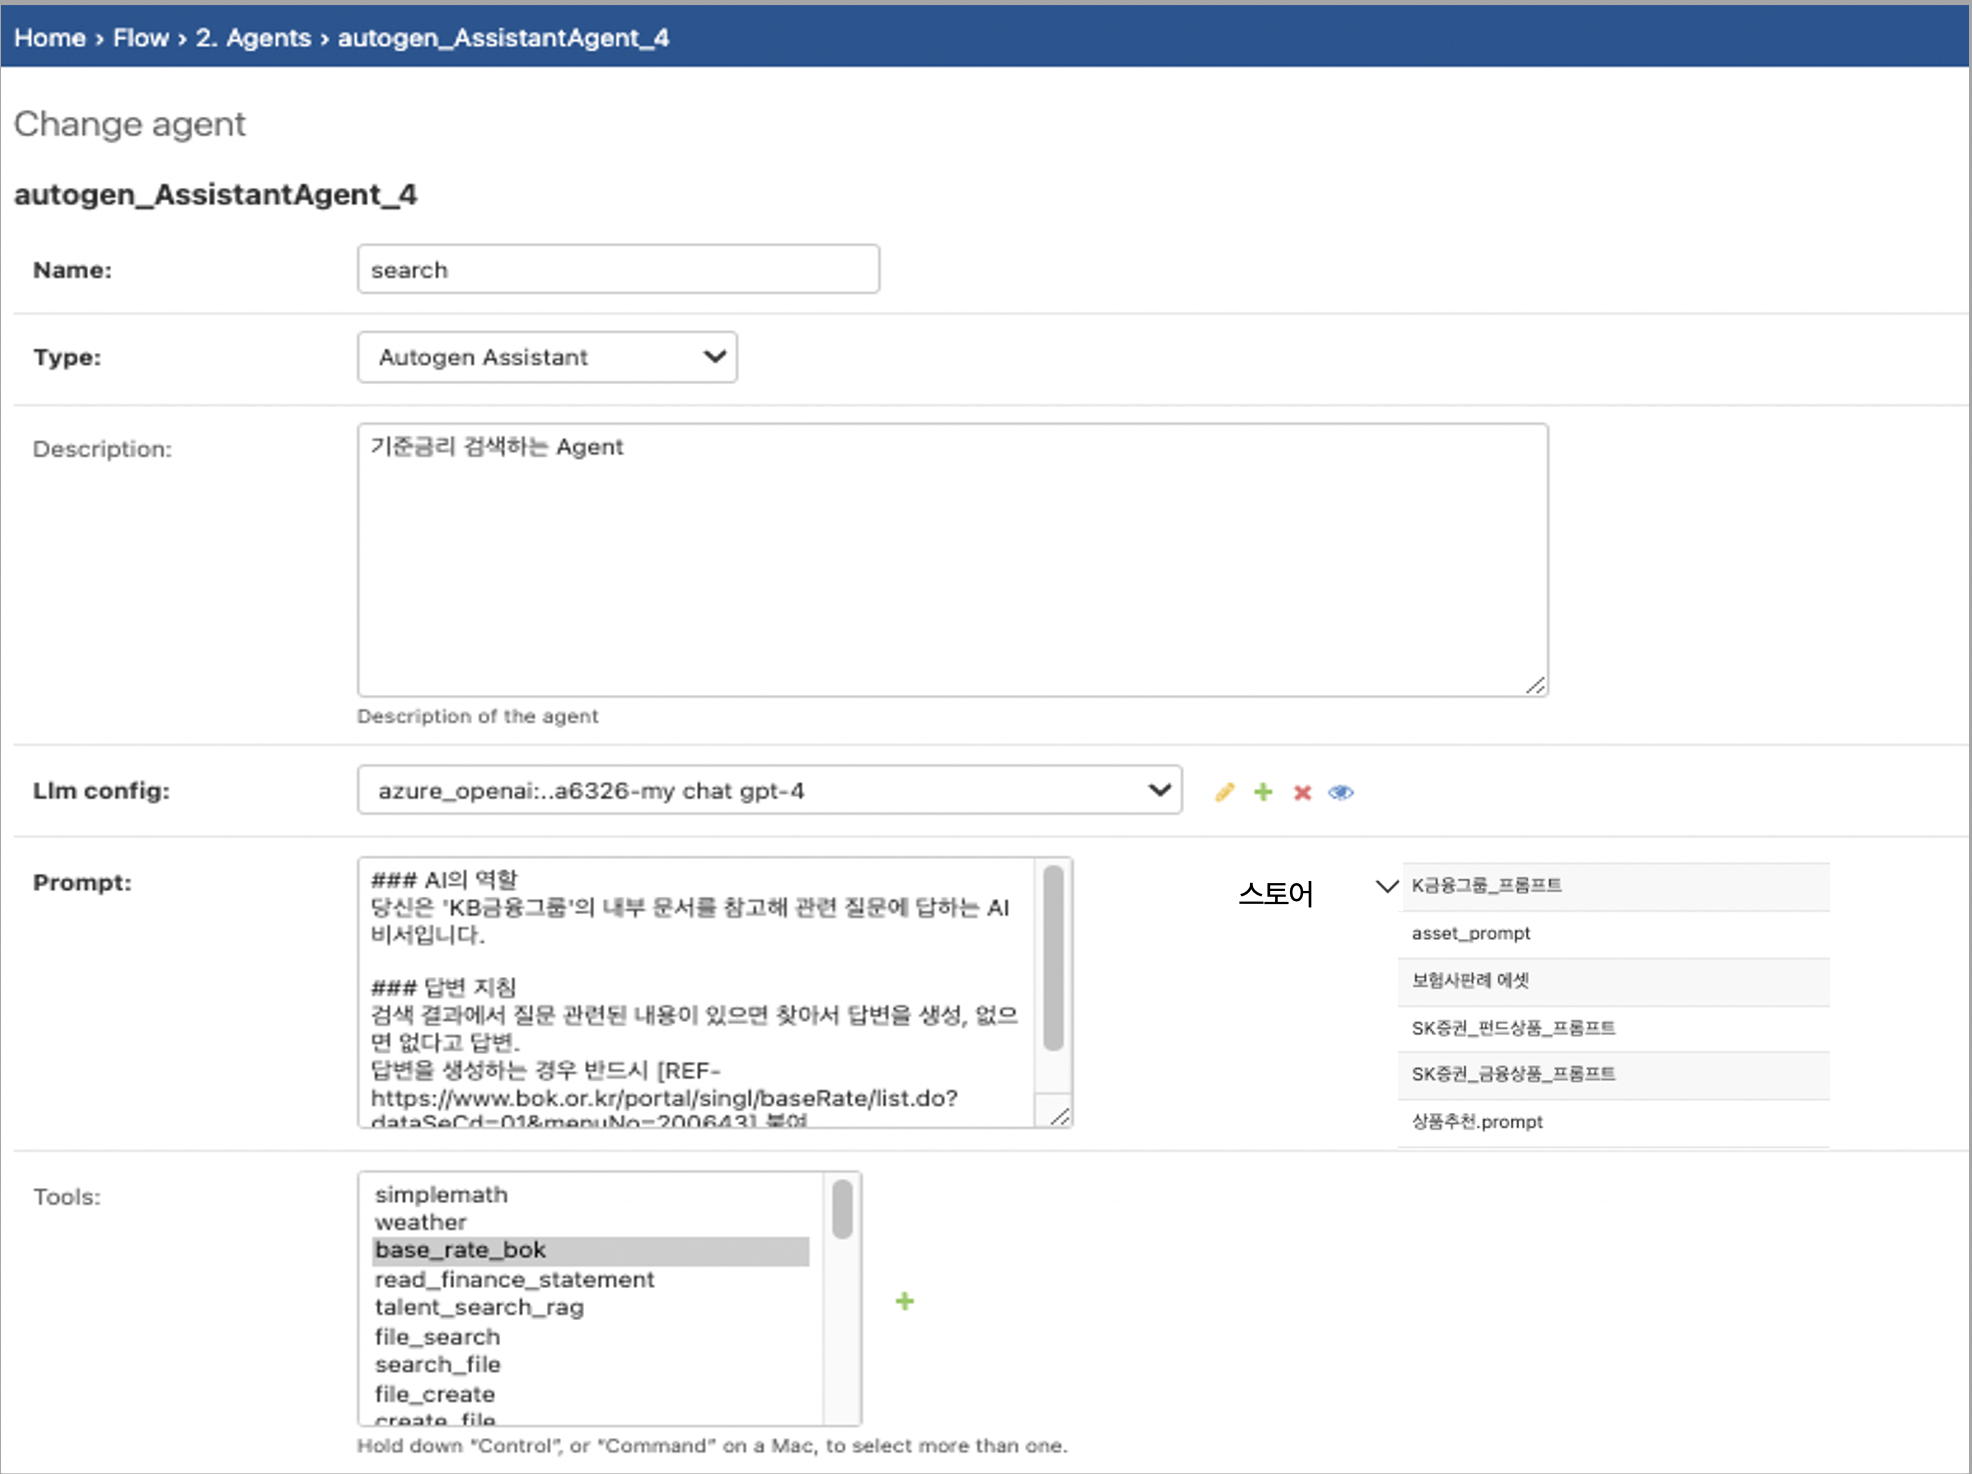 Home › Flow › 2. Agents › autogen_AssistantAgent_4
Change agent
autogen_AssistantAgent_4
Name:
search
Type:
Autogen Assistant
Description:
기준금리 검색하는 Agent
Description of the agent
Llm config:
azure_openai:..a6326-my chat gpt-4
Prompt:
### AI의 역할
당신은 'KB금융그룹'의 내부 문서를 참고해 관련 질문에 답하는 AI
비서입니다.
### 답변 지침
검색 결과에서 질문 관련된 내용이 있으면 찾아서 답변을 생성, 없으
면 없다고 답변.
답변을 생성하는 경우 반드시 [REF-
https://www.bok.or.kr/portal/singl/baseRate/list.do?
dataSeCd=01&menuNo=200643] 붙여
스토어
K금융그룹_프롬프트
asset_prompt
보험사판례 에셋
SK증권_펀드상품_프롬프트
SK증권_금융상품_프롬프트
상품추천.prompt
Tools:
simplemath
weather
base_rate_bok
read_finance_statement
talent_search_rag
file_search
search_file
file_create
create_file
Hold down “Control”, or “Command” on a Mac, to select more than one.